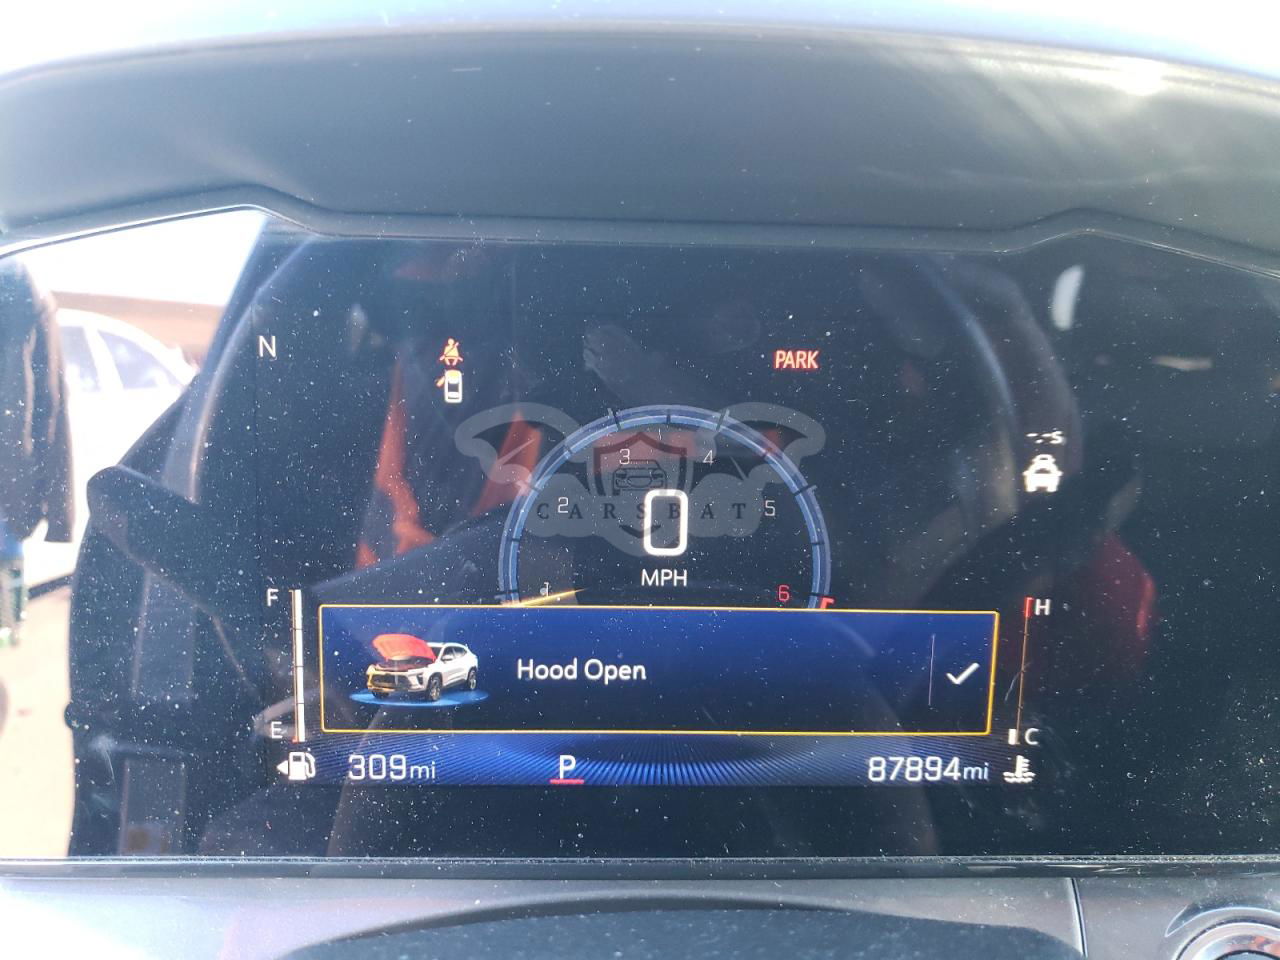 N
PARK
--.-s
3
4
2
5
CARSBAT
0
MPH
1
6
F
H
Hood Open
E
C
309mi
P
87894mi